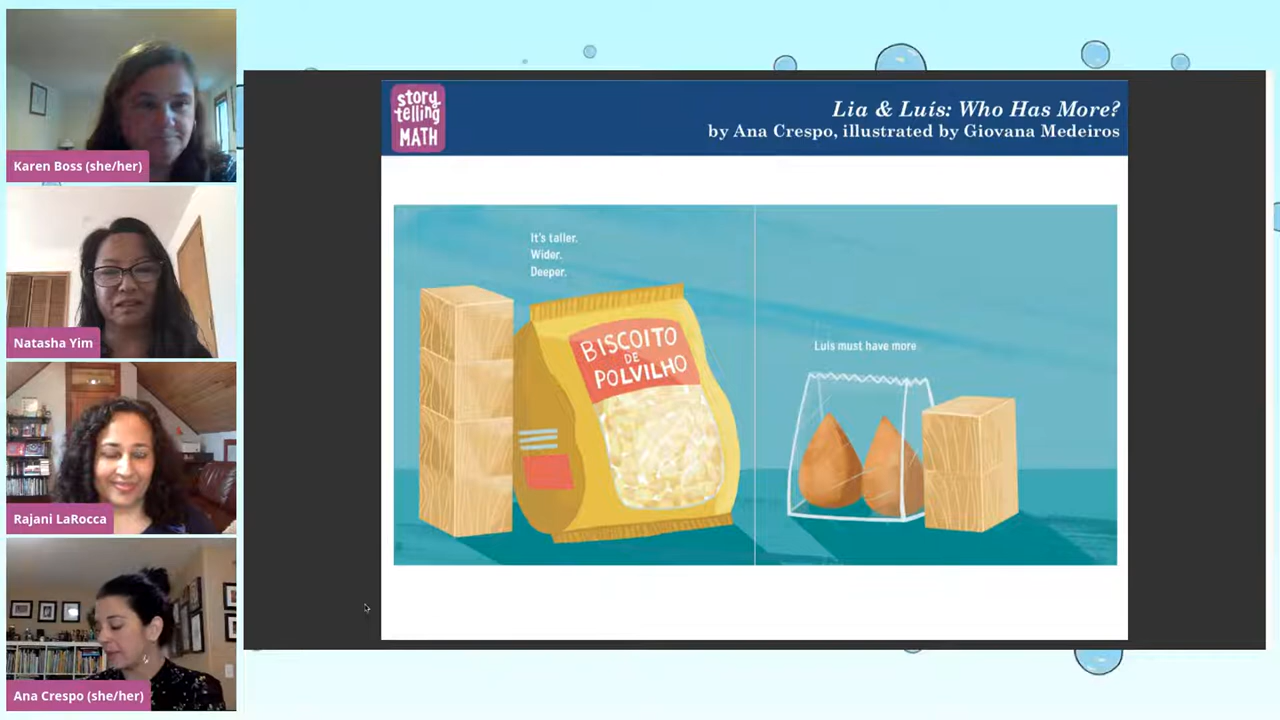 Karen Boss (she/her)
Natasha Yim
Rajani LaRocca
Ana Crespo (she/her)
story
telling
MATH
Lia & Luís: Who Has More?
by Ana Crespo, illustrated by Giovana Medeiros
It's taller.
Wider.
Deeper.
BISCOITO
DE
POLVILHO
Luís must have more